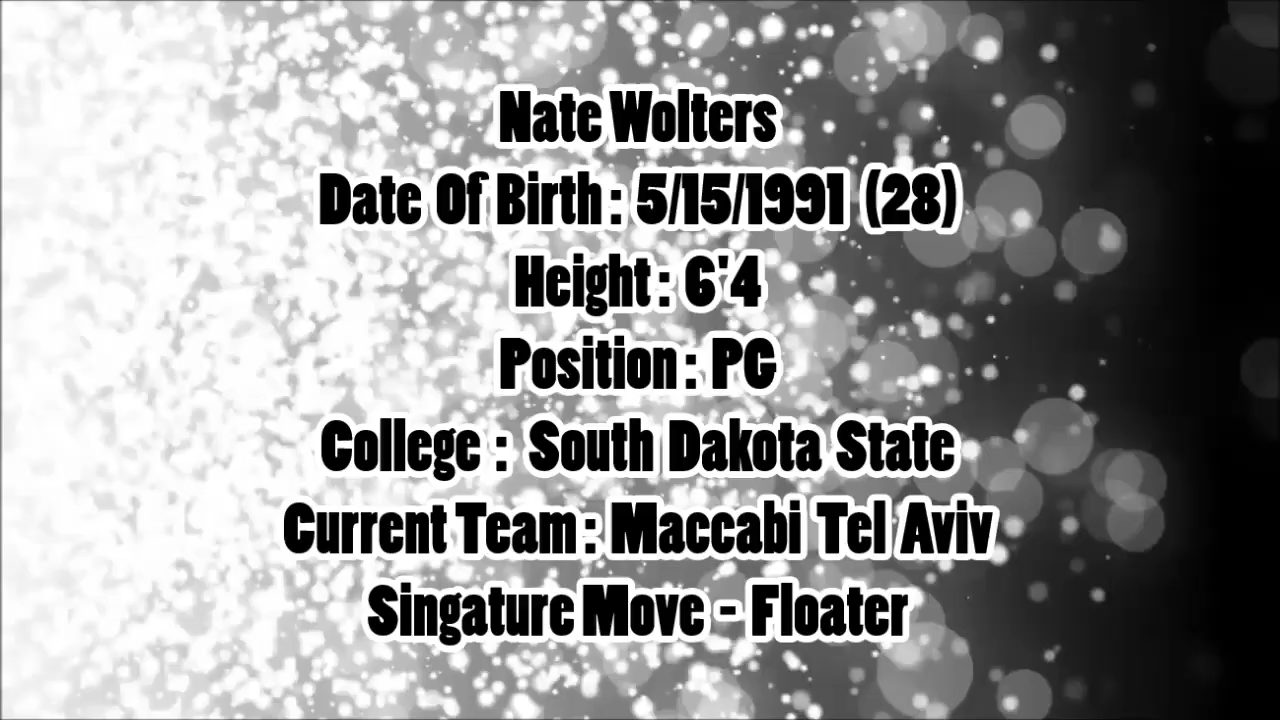 Nate Wolters
Date Of Birth : 5/15/1991 (28)
Height : 6'4
Position : PG
College : South Dakota State
Current Team : Maccabi Tel Aviv
Singature Move - Floater